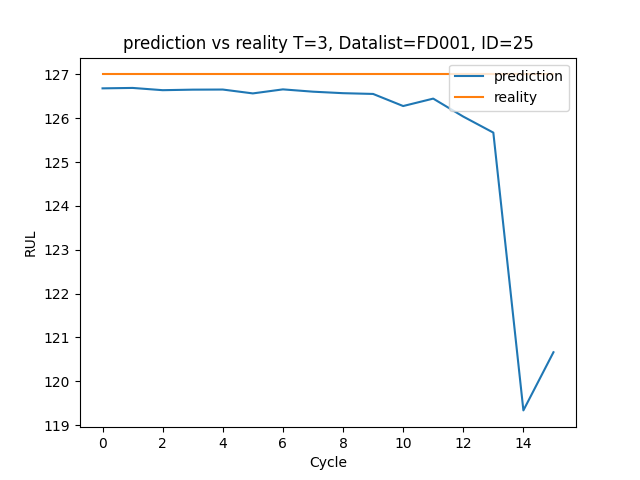 prediction vs reality T=3, Datalist=FD001, ID=25
prediction
reality
127
126
125
124
123
122
121
120
119
RUL
0 2 4 6 8 10 12 14
Cycle